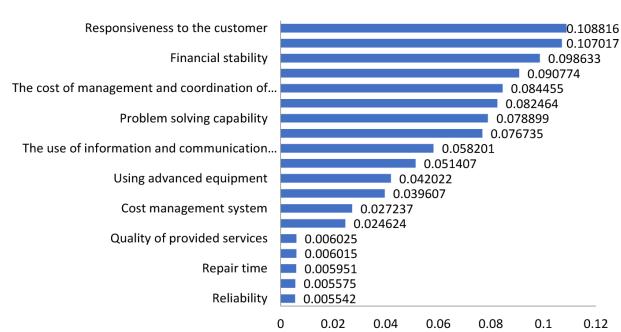 Responsiveness to the customer 0.108816
0.107017
Financial stability 0.098633
0.090774
The cost of management and coordination of... 0.084455
0.082464
Problem solving capability 0.078899
0.076735
The use of information and communication... 0.058201
0.051407
Using advanced equipment 0.042022
0.039607
Cost management system 0.027237
0.024624
Quality of provided services 0.006025
0.006015
Repair time 0.005951
0.005575
Reliability 0.005542
0 0.02 0.04 0.06 0.08 0.1 0.12